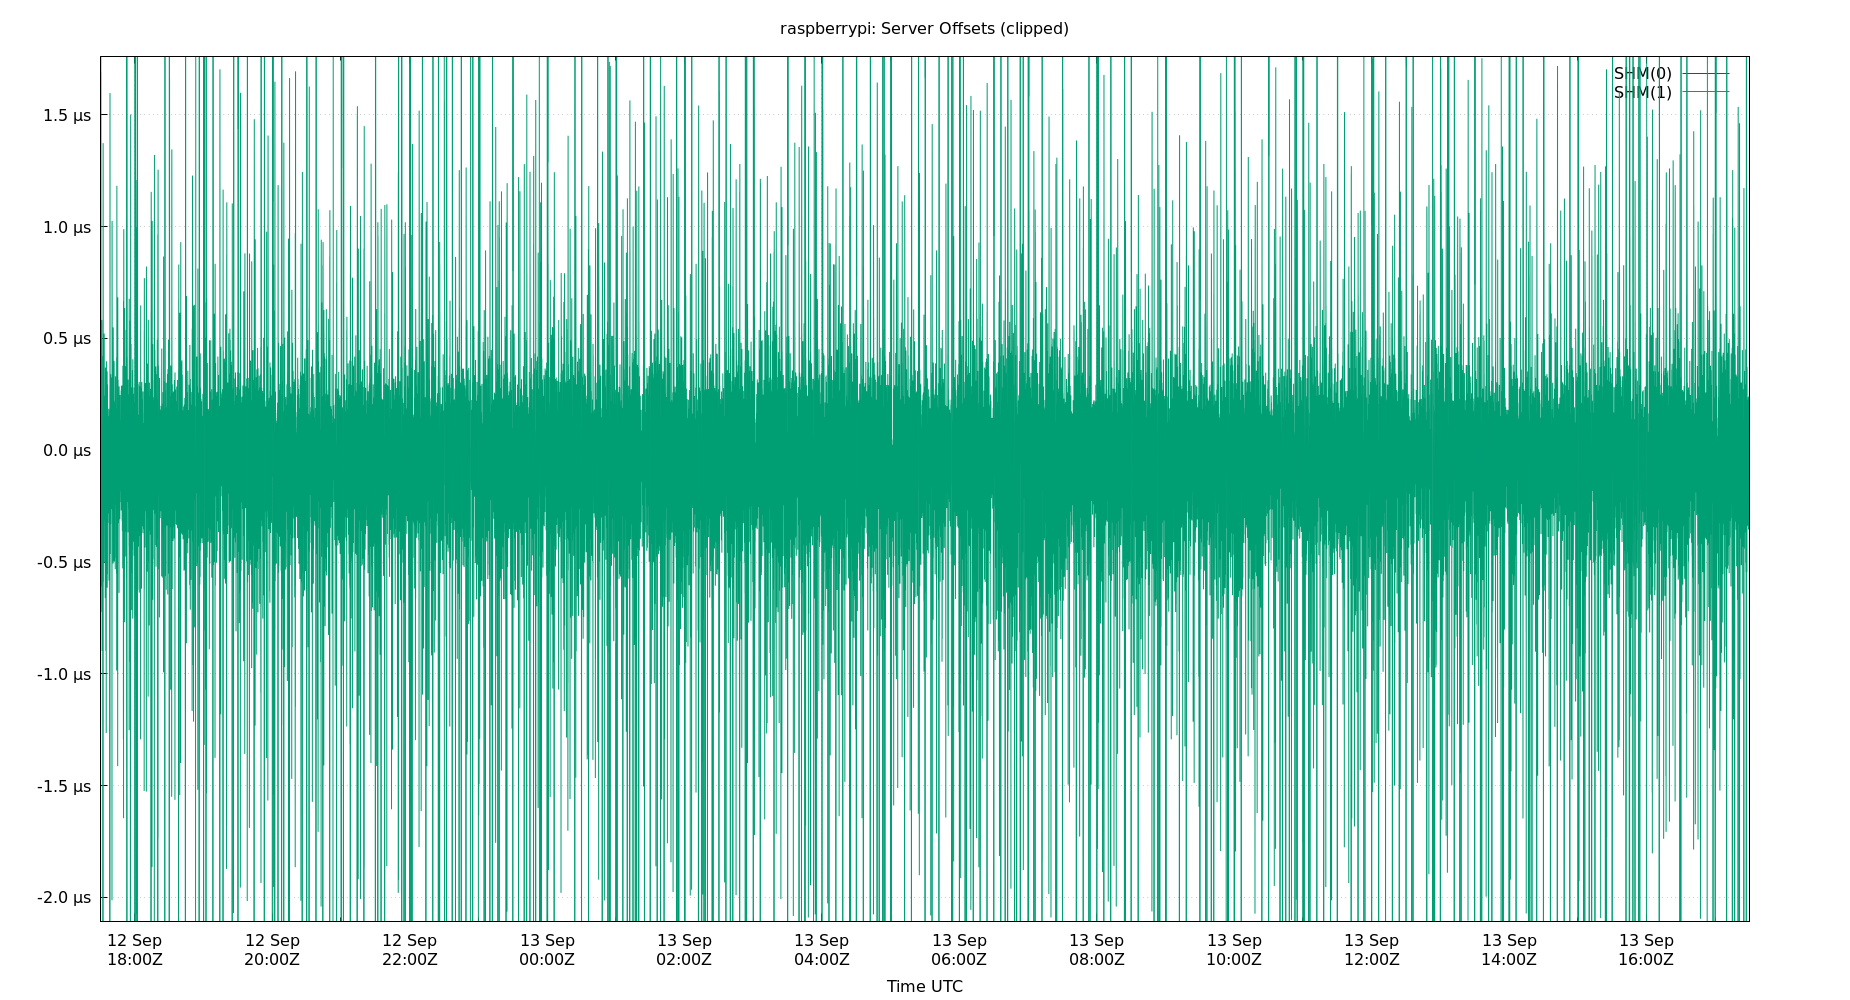 raspberrypi: Server Offsets (clipped)
SHM(0)
SHM(1)
1.5 µs
1.0 µs
0.5 µs
0.0 µs
-0.5 µs
-1.0 µs
-1.5 µs
-2.0 µs
12 Sep 12 Sep 12 Sep 13 Sep 13 Sep 13 Sep 13 Sep 13 Sep 13 Sep 13 Sep 13 Sep 13 Sep
18:00Z 20:00Z 22:00Z 00:00Z 02:00Z 04:00Z 06:00Z 08:00Z 10:00Z 12:00Z 14:00Z 16:00Z
Time UTC